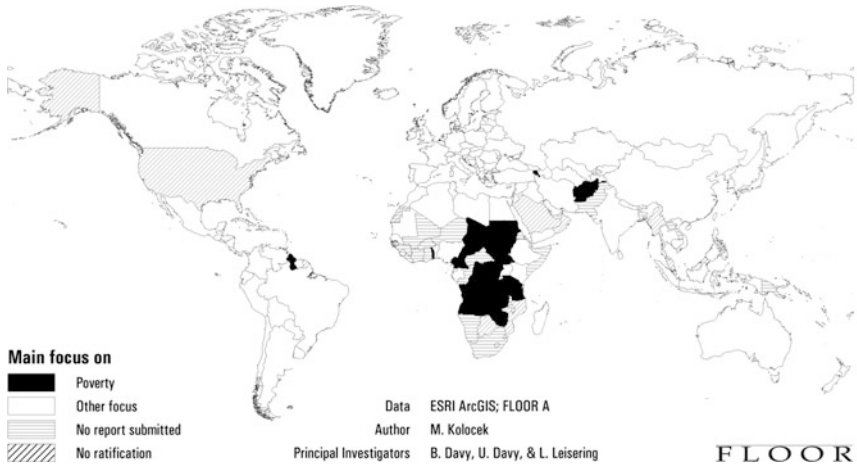 Main focus on
Poverty
Other focus
No report submitted
No ratification
Data ESRI ArcGIS; FLOOR A
Author M. Kolocek
Principal Investigators B. Davy, U. Davy, & L. Leisering
FLOOR